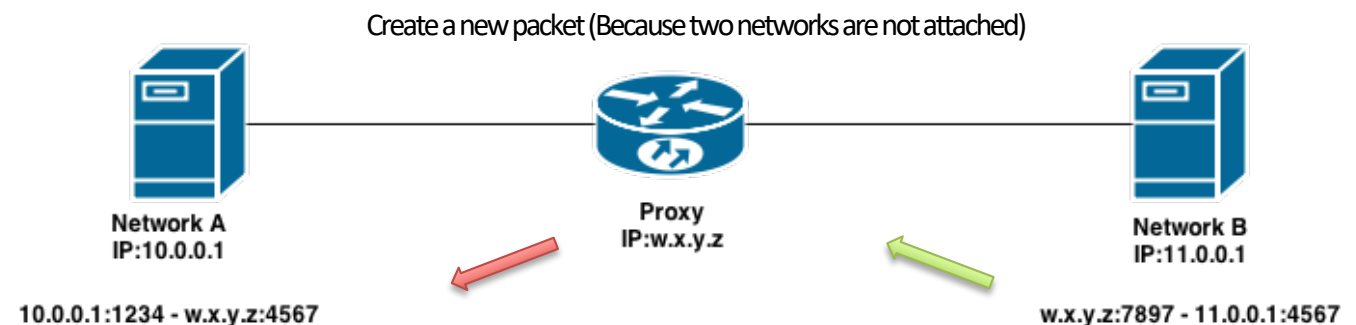 Create a new packet (Because two networks are not attached)
Network A
IP:10.0.0.1
Proxy
IP:w.x.y.z
Network B
IP:11.0.0.1
10.0.0.1:1234 - w.x.y.z:4567
w.x.y.z:7897 - 11.0.0.1:4567